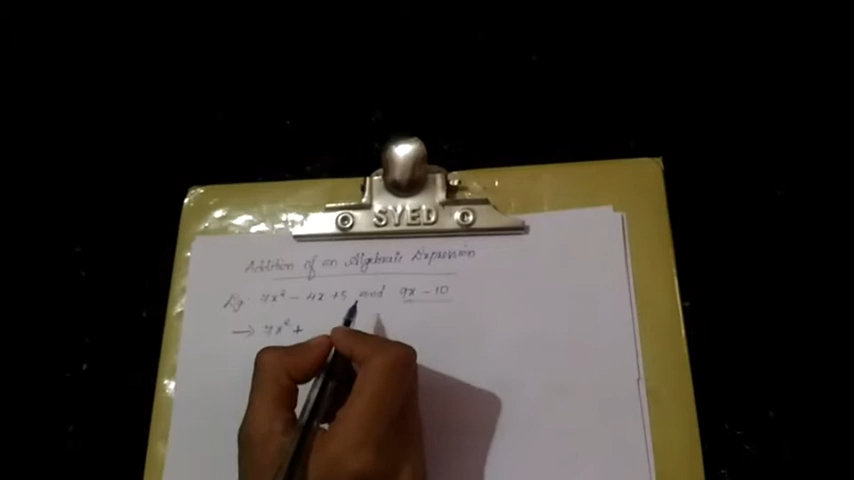 SYED
Addition of an Algebraic Expression
Eg:- 7x² - 4x +5 and 9x - 10
→ 7x² +